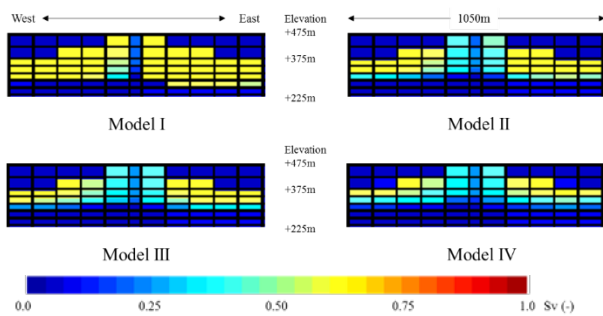 West East Elevation 1050m
+475m
+375m
+225m
Model I Model II
Elevation
+475m
+375m
+225m
Model III Model IV
0.0 0.25 0.50 0.75 1.0 Sv (-)